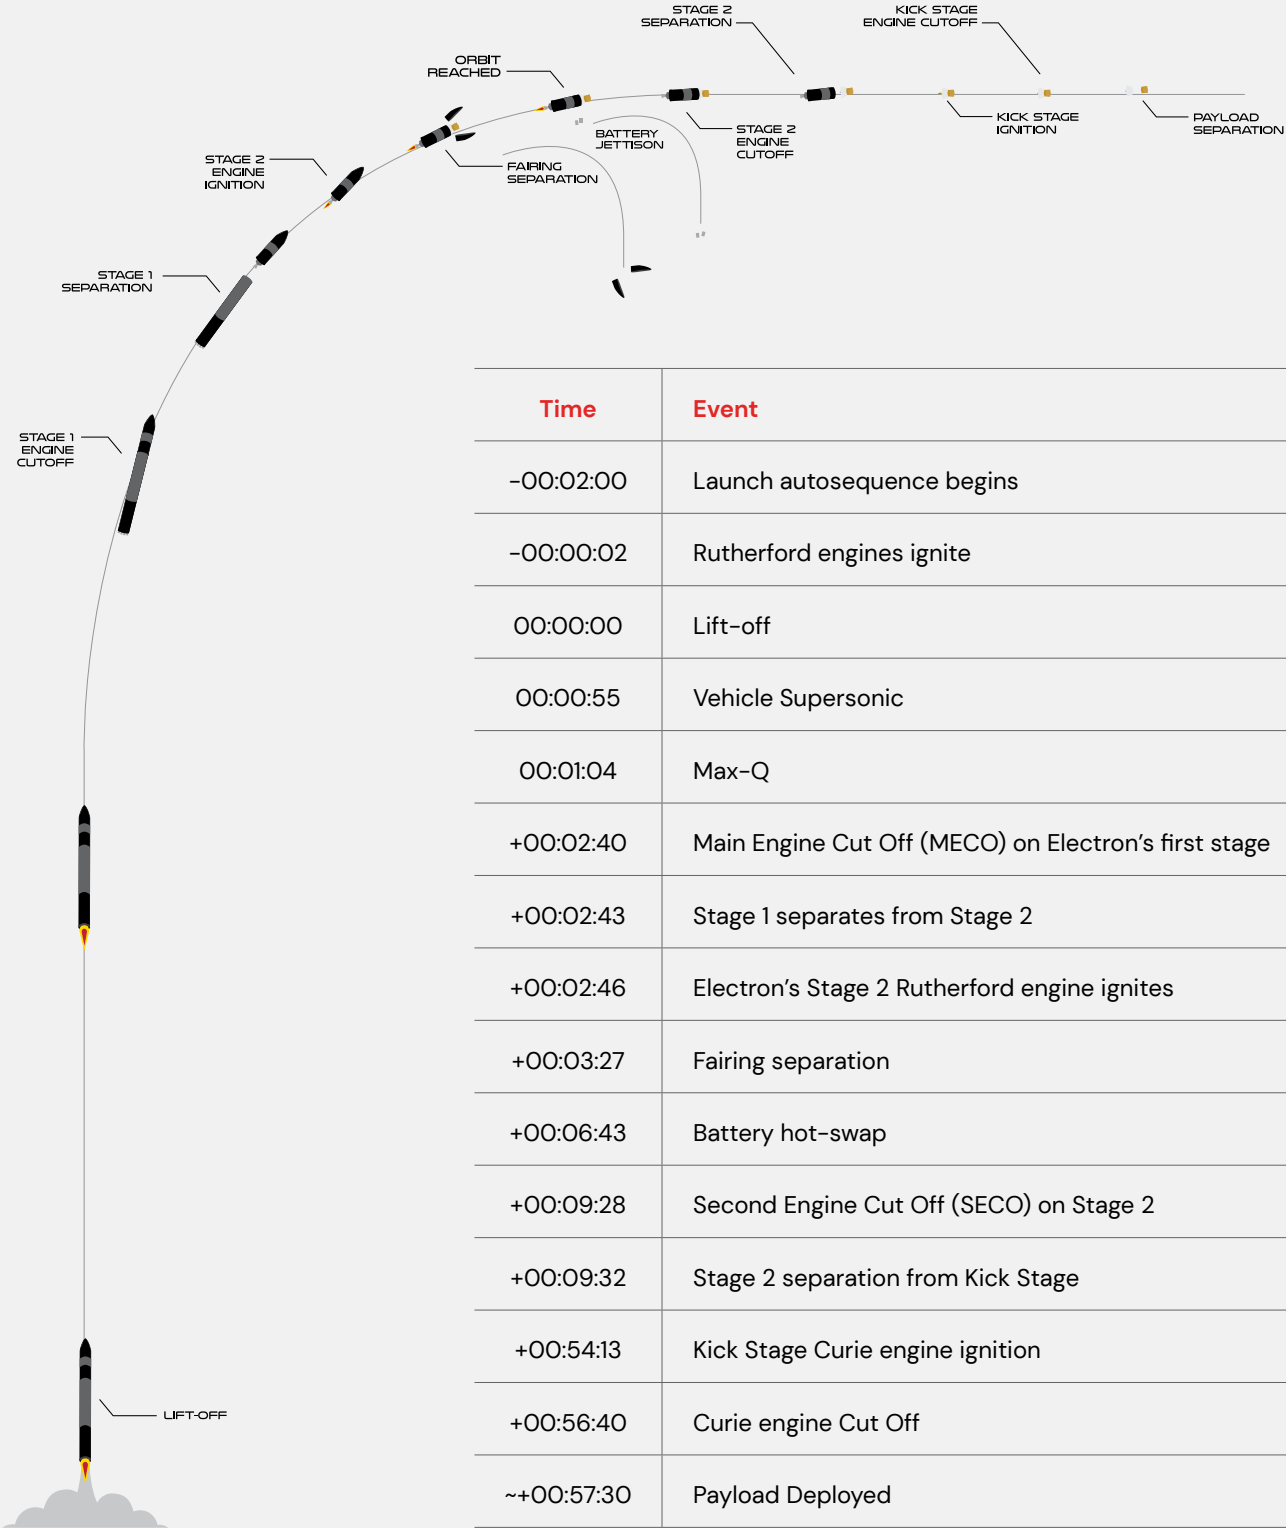 STAGE 2
SEPARATION
KICK STAGE
ENGINE CUTOFF
ORBIT
REACHED
KICK STAGE
IGNITION
PAYLOAD
SEPARATION
BATTERY
JETTISON
STAGE 2
ENGINE
CUTOFF
STAGE 2
ENGINE
IGNITION
FAIRING
SEPARATION
STAGE 1
SEPARATION
STAGE 1
ENGINE
CUTOFF
LIFT-OFF
Time Event
-00:02:00 Launch autosequence begins
-00:00:02 Rutherford engines ignite
00:00:00 Lift-off
00:00:55 Vehicle Supersonic
00:01:04 Max-Q
+00:02:40 Main Engine Cut Off (MECO) on Electron’s first stage
+00:02:43 Stage 1 separates from Stage 2
+00:02:46 Electron’s Stage 2 Rutherford engine ignites
+00:03:27 Fairing separation
+00:06:43 Battery hot-swap
+00:09:28 Second Engine Cut Off (SECO) on Stage 2
+00:09:32 Stage 2 separation from Kick Stage
+00:54:13 Kick Stage Curie engine ignition
+00:56:40 Curie engine Cut Off
~+00:57:30 Payload Deployed